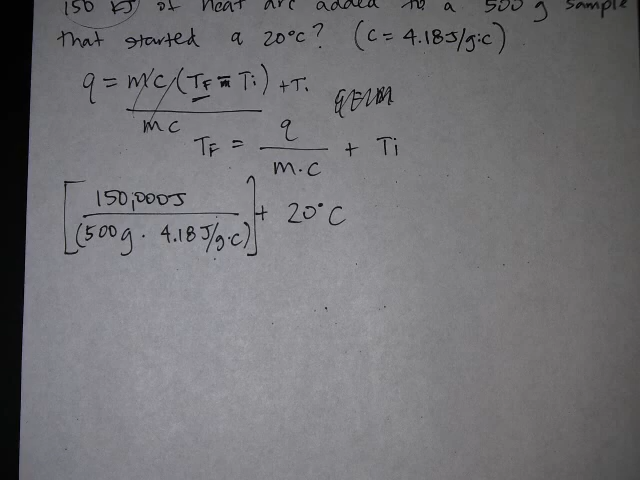 150 kJ of heat are added to a 500 g sample
that started a 20°C? (C = 4.18J/g·c)
q = mc(TF - Ti) + Ti
mc
TF = q / m·c + Ti
[150,000J / (500g · 4.18J/g·c)] + 20°C